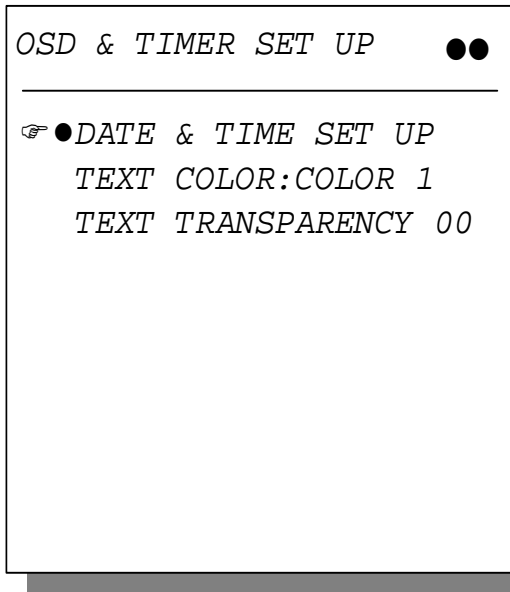 OSD & TIMER SET UP ●●
☞●DATE & TIME SET UP
TEXT COLOR:COLOR 1
TEXT TRANSPARENCY 00